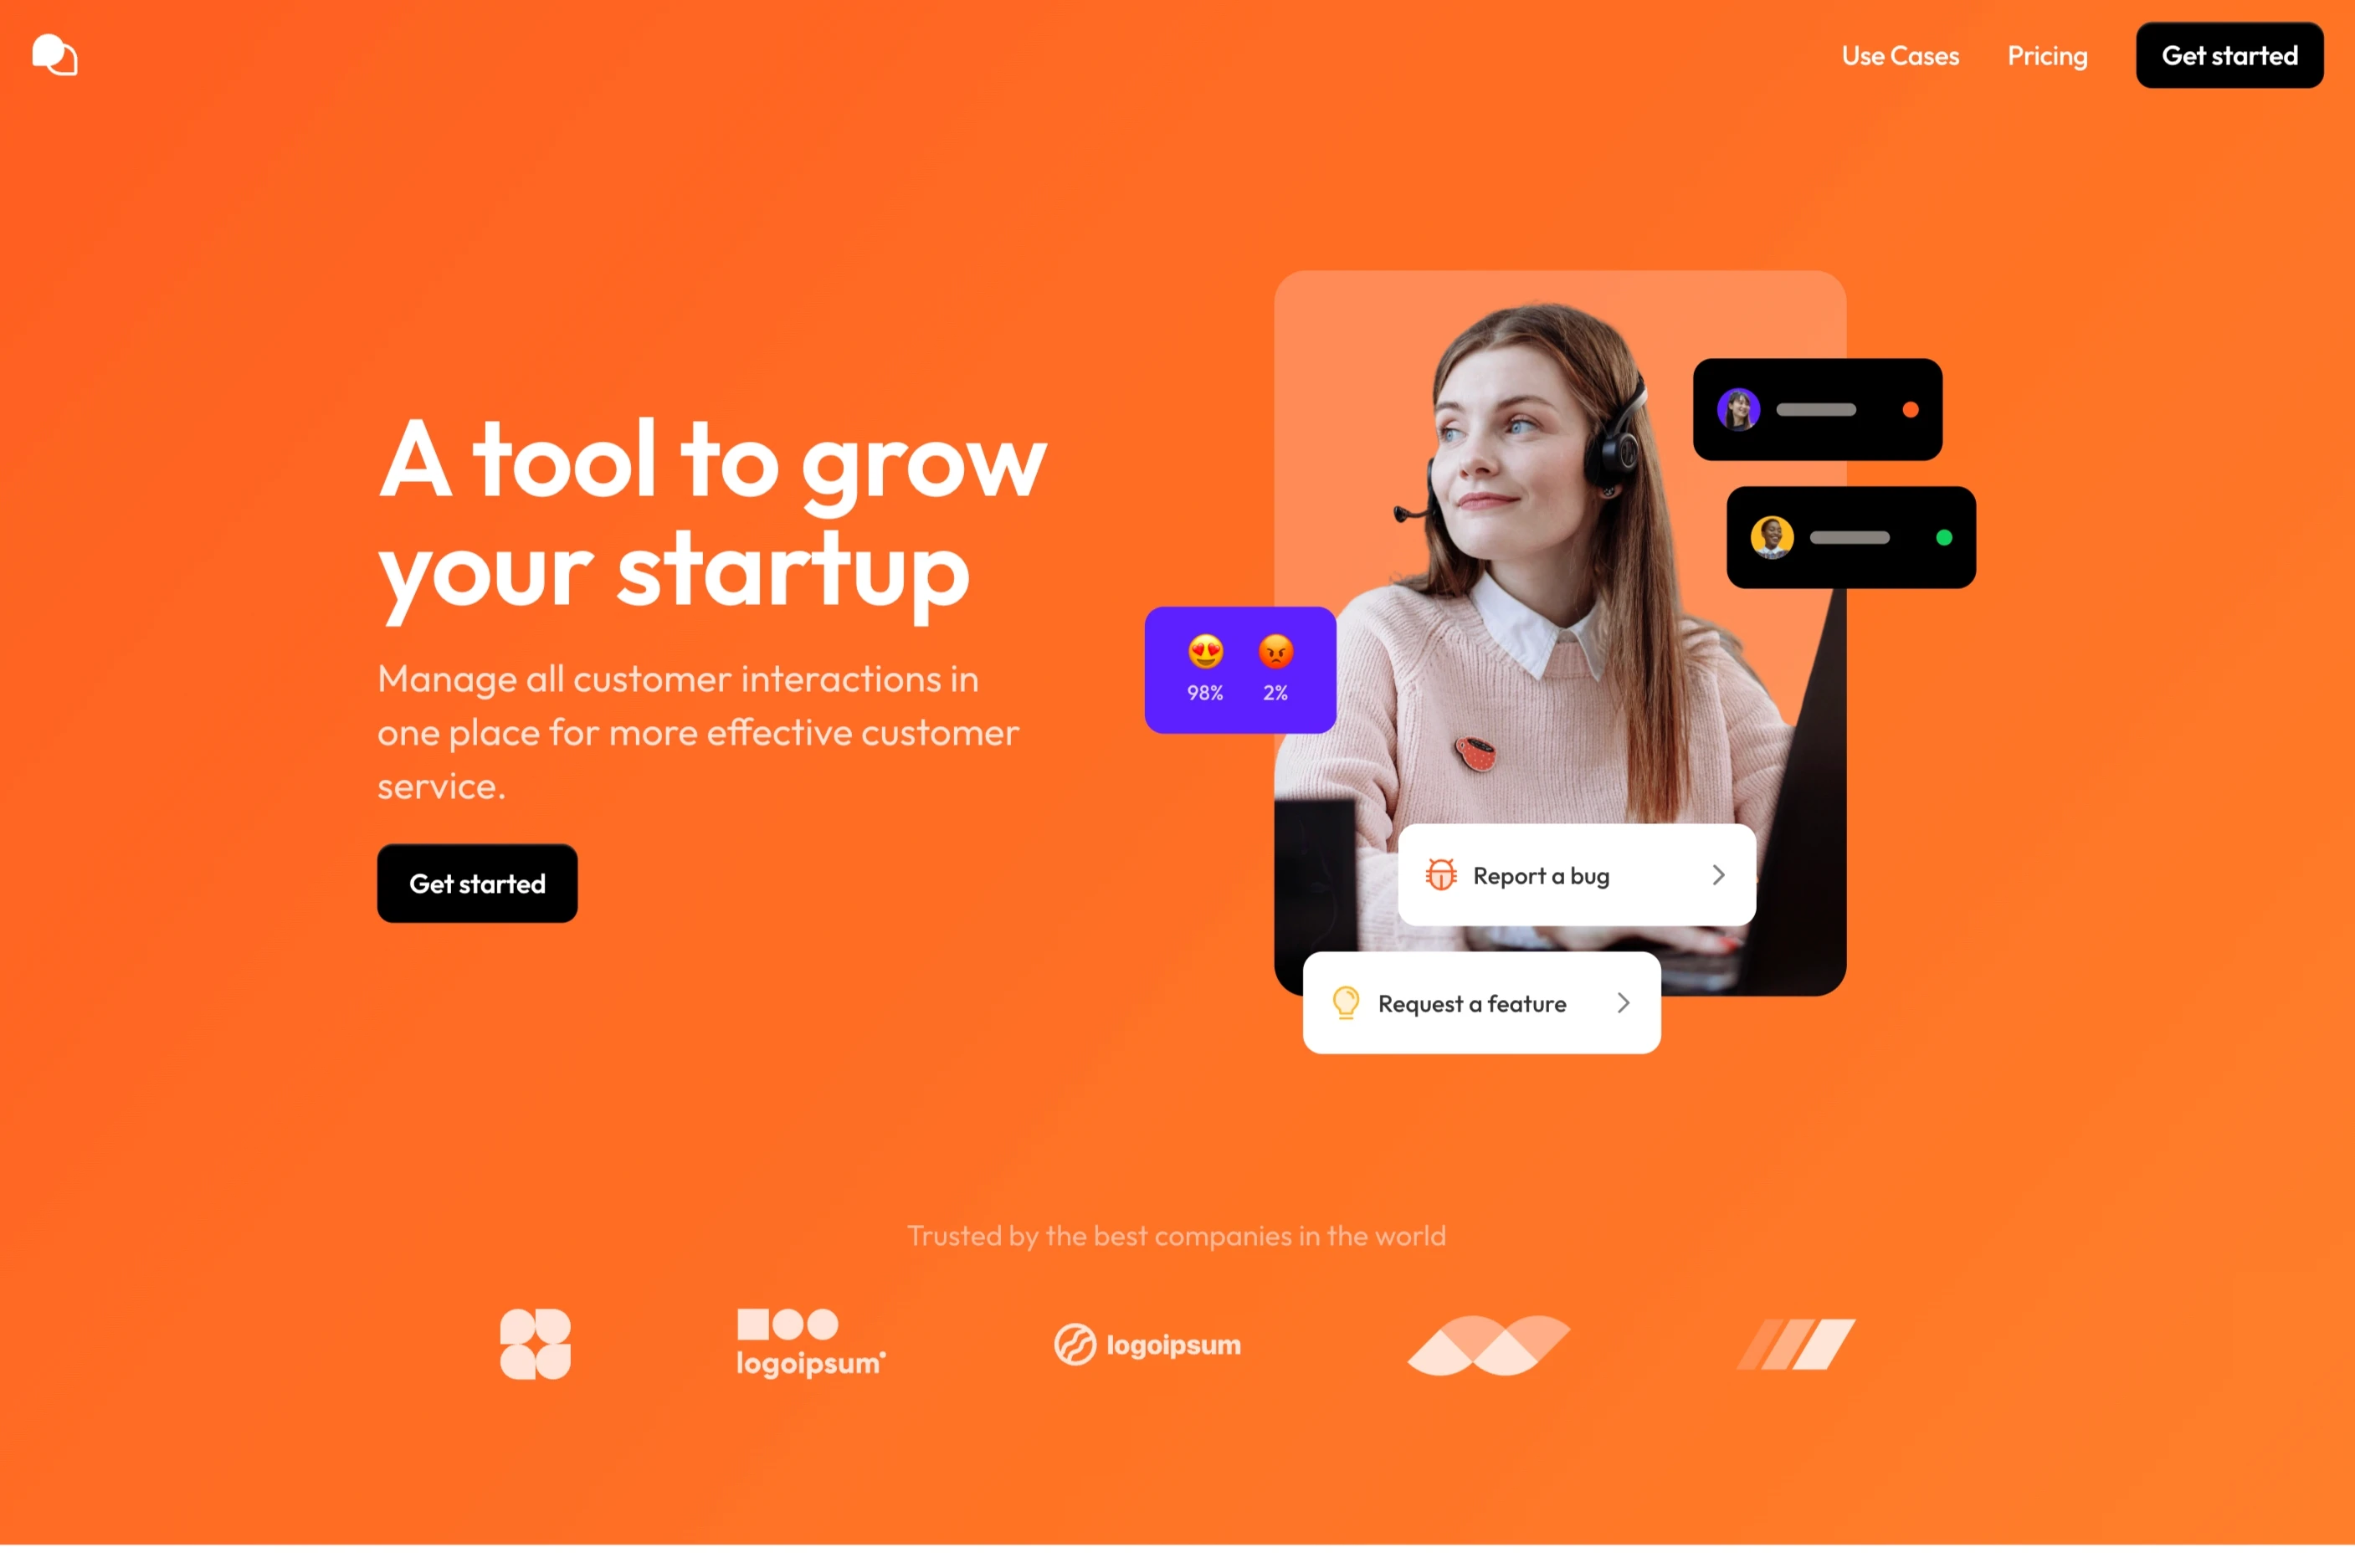 Use Cases
Pricing
Get started
A tool to grow
your startup
Manage all customer interactions in
one place for more effective customer
service.
Get started
98%
2%
Report a bug
Request a feature
Trusted by the best companies in the world
logoipsum
logoipsum